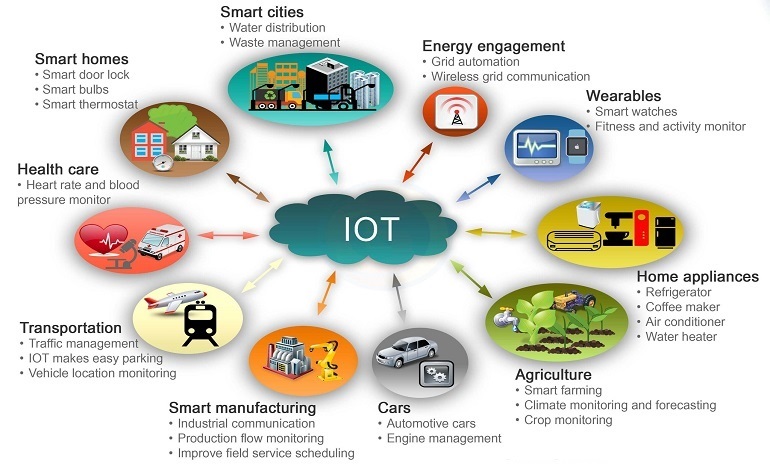 Smart cities
• Water distribution
• Waste management
Energy engagement
• Grid automation
• Wireless grid communication
Smart homes
• Smart door lock
• Smart bulbs
• Smart thermostat
Wearables
• Smart watches
• Fitness and activity monitor
Health care
• Heart rate and blood
pressure monitor
IOT
Home appliances
• Refrigerator
• Coffee maker
• Air conditioner
• Water heater
Transportation
• Traffic management
• IOT makes easy parking
• Vehicle location monitoring
Agriculture
• Smart farming
• Climate monitoring and forecasting
• Crop monitoring
Smart manufacturing
• Industrial communication
• Production flow monitoring
• Improve field service scheduling
Cars
• Automotive cars
• Engine management